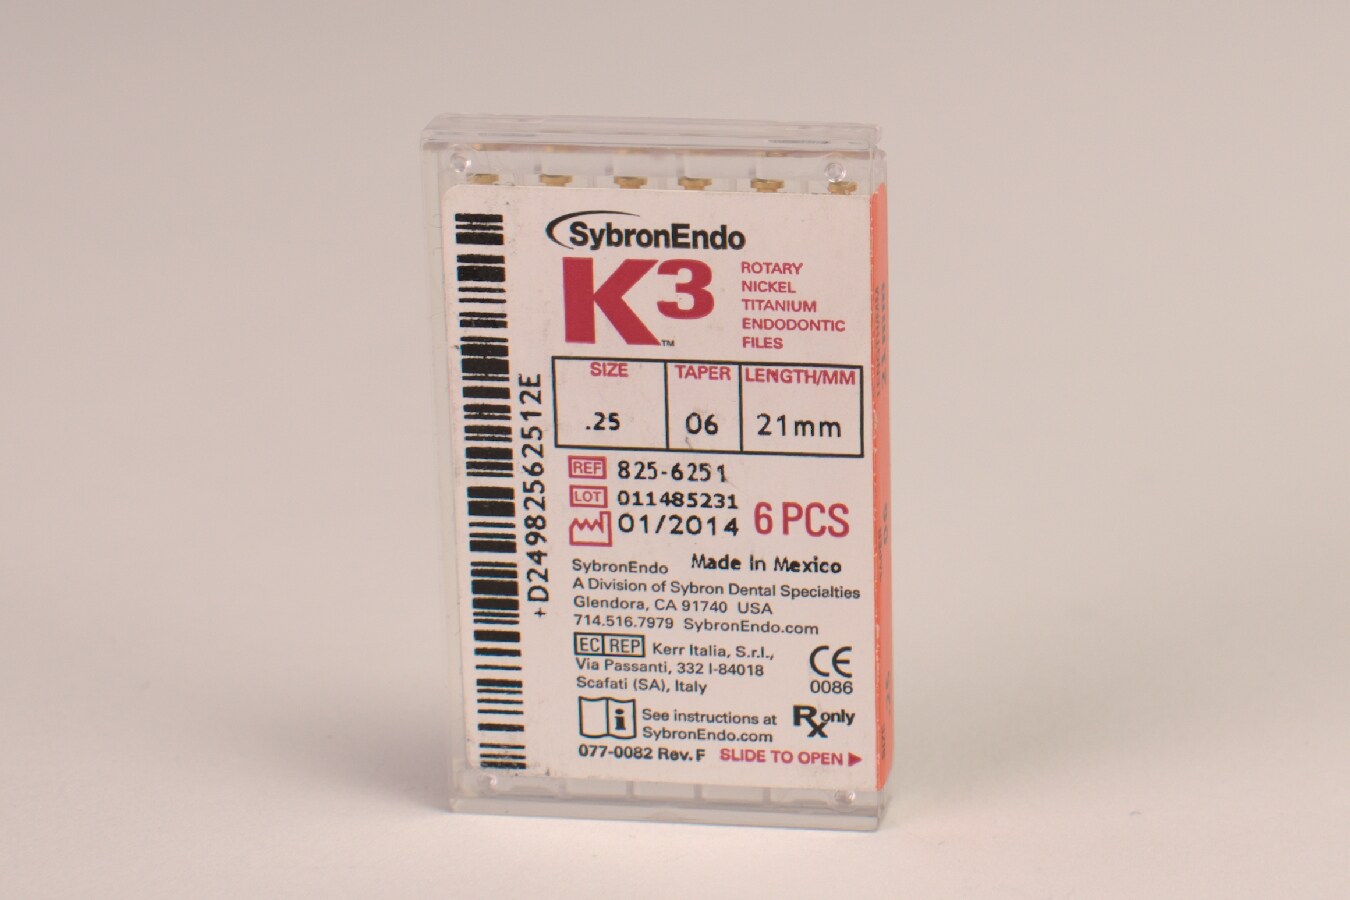 SybronEndo
K3™
ROTARY
NICKEL
TITANIUM
ENDODONTIC
FILES
SIZE TAPER LENGTH/MM
.25 06 21mm
+D24982562512E
REF 825-6251
LOT 011485231
01/2014 6 PCS
Made In Mexico
SybronEndo
A Division of Sybron Dental Specialties
Glendora, CA 91740 USA
714.516.7979 SybronEndo.com
EC REP Kerr Italia, S.r.l.,
Via Passanti, 332 I-84018
Scafati (SA), Italy
CE
0086
See instructions at
SybronEndo.com
Rx only
077-0082 Rev. F SLIDE TO OPEN